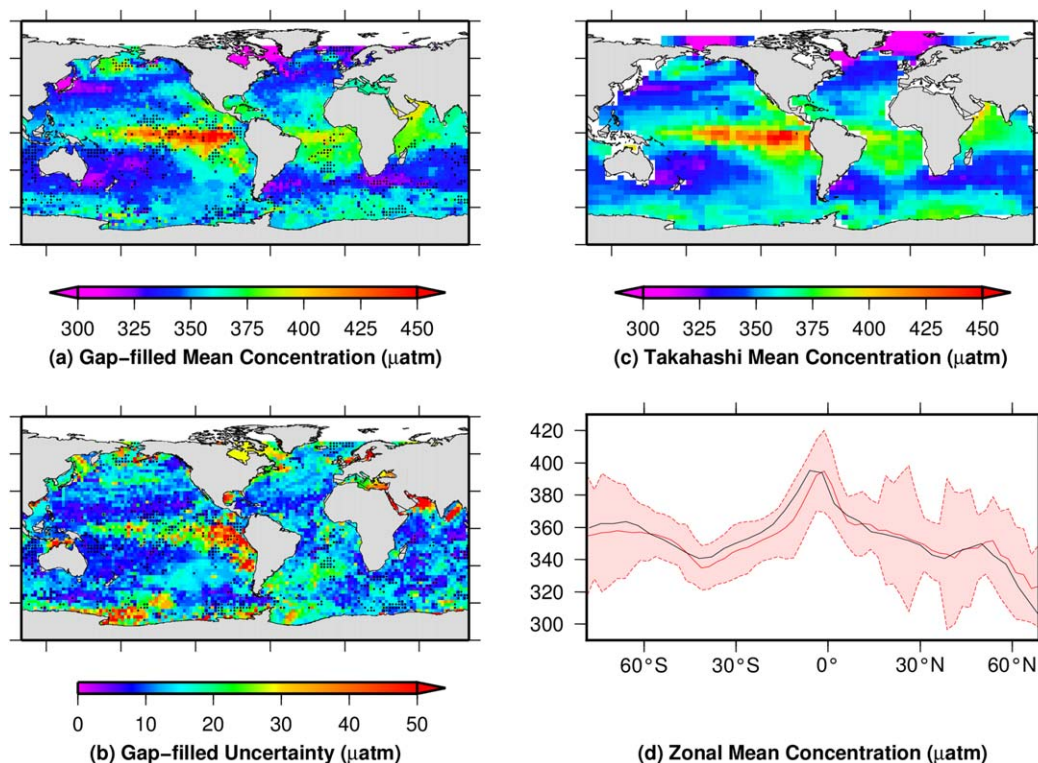 300 325 350 375 400 425 450
(a) Gap−filled Mean Concentration (μatm)
300 325 350 375 400 425 450
(c) Takahashi Mean Concentration (μatm)
0 10 20 30 40 50
(b) Gap−filled Uncertainty (μatm)
420
400
380
360
340
320
300
60°S 30°S 0° 30°N 60°N
(d) Zonal Mean Concentration (μatm)